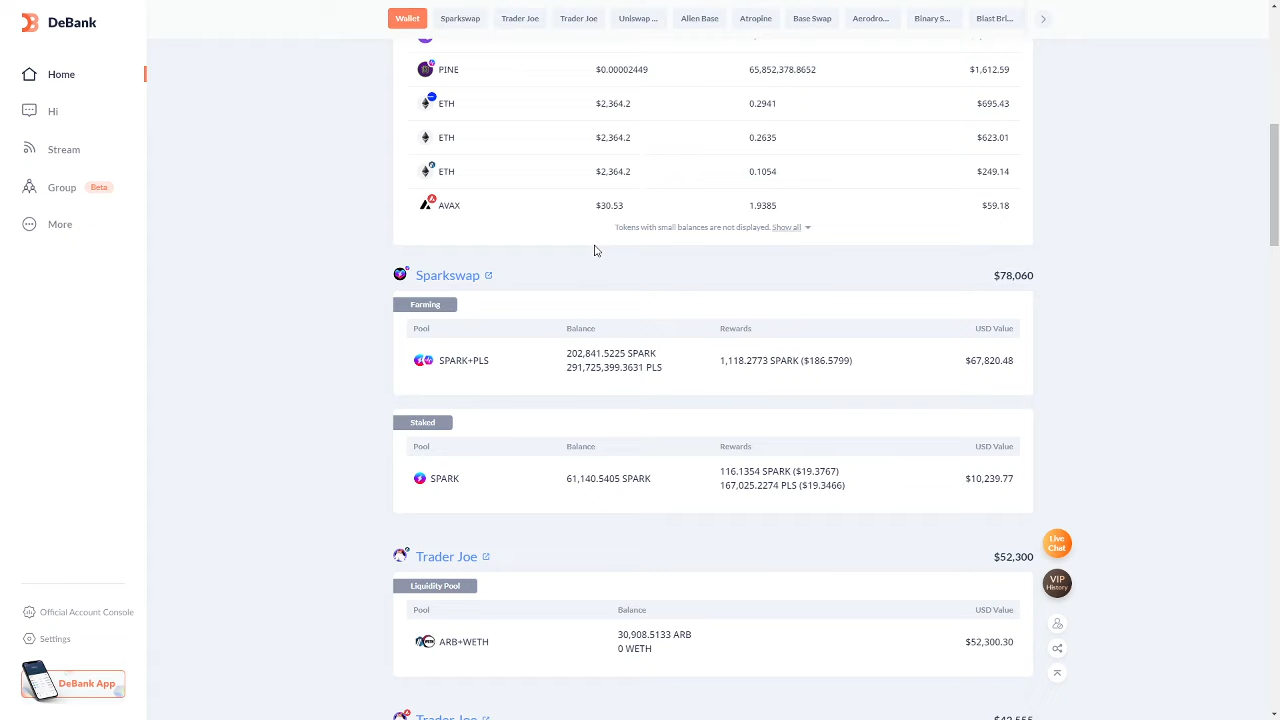 DeBank
Wallet Sparkswap Trader Joe Trader Joe Uniswap ... Alien Base Atropine Base Swap Aerodro... Binary S... Blast Bri...
Home
Hi
Stream
Group Beta
More
PINE $0.00002449 65,852,378.8652 $1,612.59
ETH $2,364.2 0.2941 $695.43
ETH $2,364.2 0.2635 $623.01
ETH $2,364.2 0.1054 $249.14
AVAX $30.53 1.9385 $59.18
Tokens with small balances are not displayed. Show all
Sparkswap $78,060
Farming
Pool Balance Rewards USD Value
SPARK+PLS 202,841.5225 SPARK 1,118.2773 SPARK ($186.5799) $67,820.48
291,725,399.3631 PLS
Staked
Pool Balance Rewards USD Value
SPARK 61,140.5405 SPARK 116.1354 SPARK ($19.3767) $10,239.77
167,025.2274 PLS ($19.3466)
Trader Joe $52,300
Liquidity Pool
Pool Balance USD Value
ARB+WETH 30,908.5133 ARB $52,300.30
0 WETH
Live
Chat
VIP
History
Official Account Console
Settings
DeBank App
Trader Joe